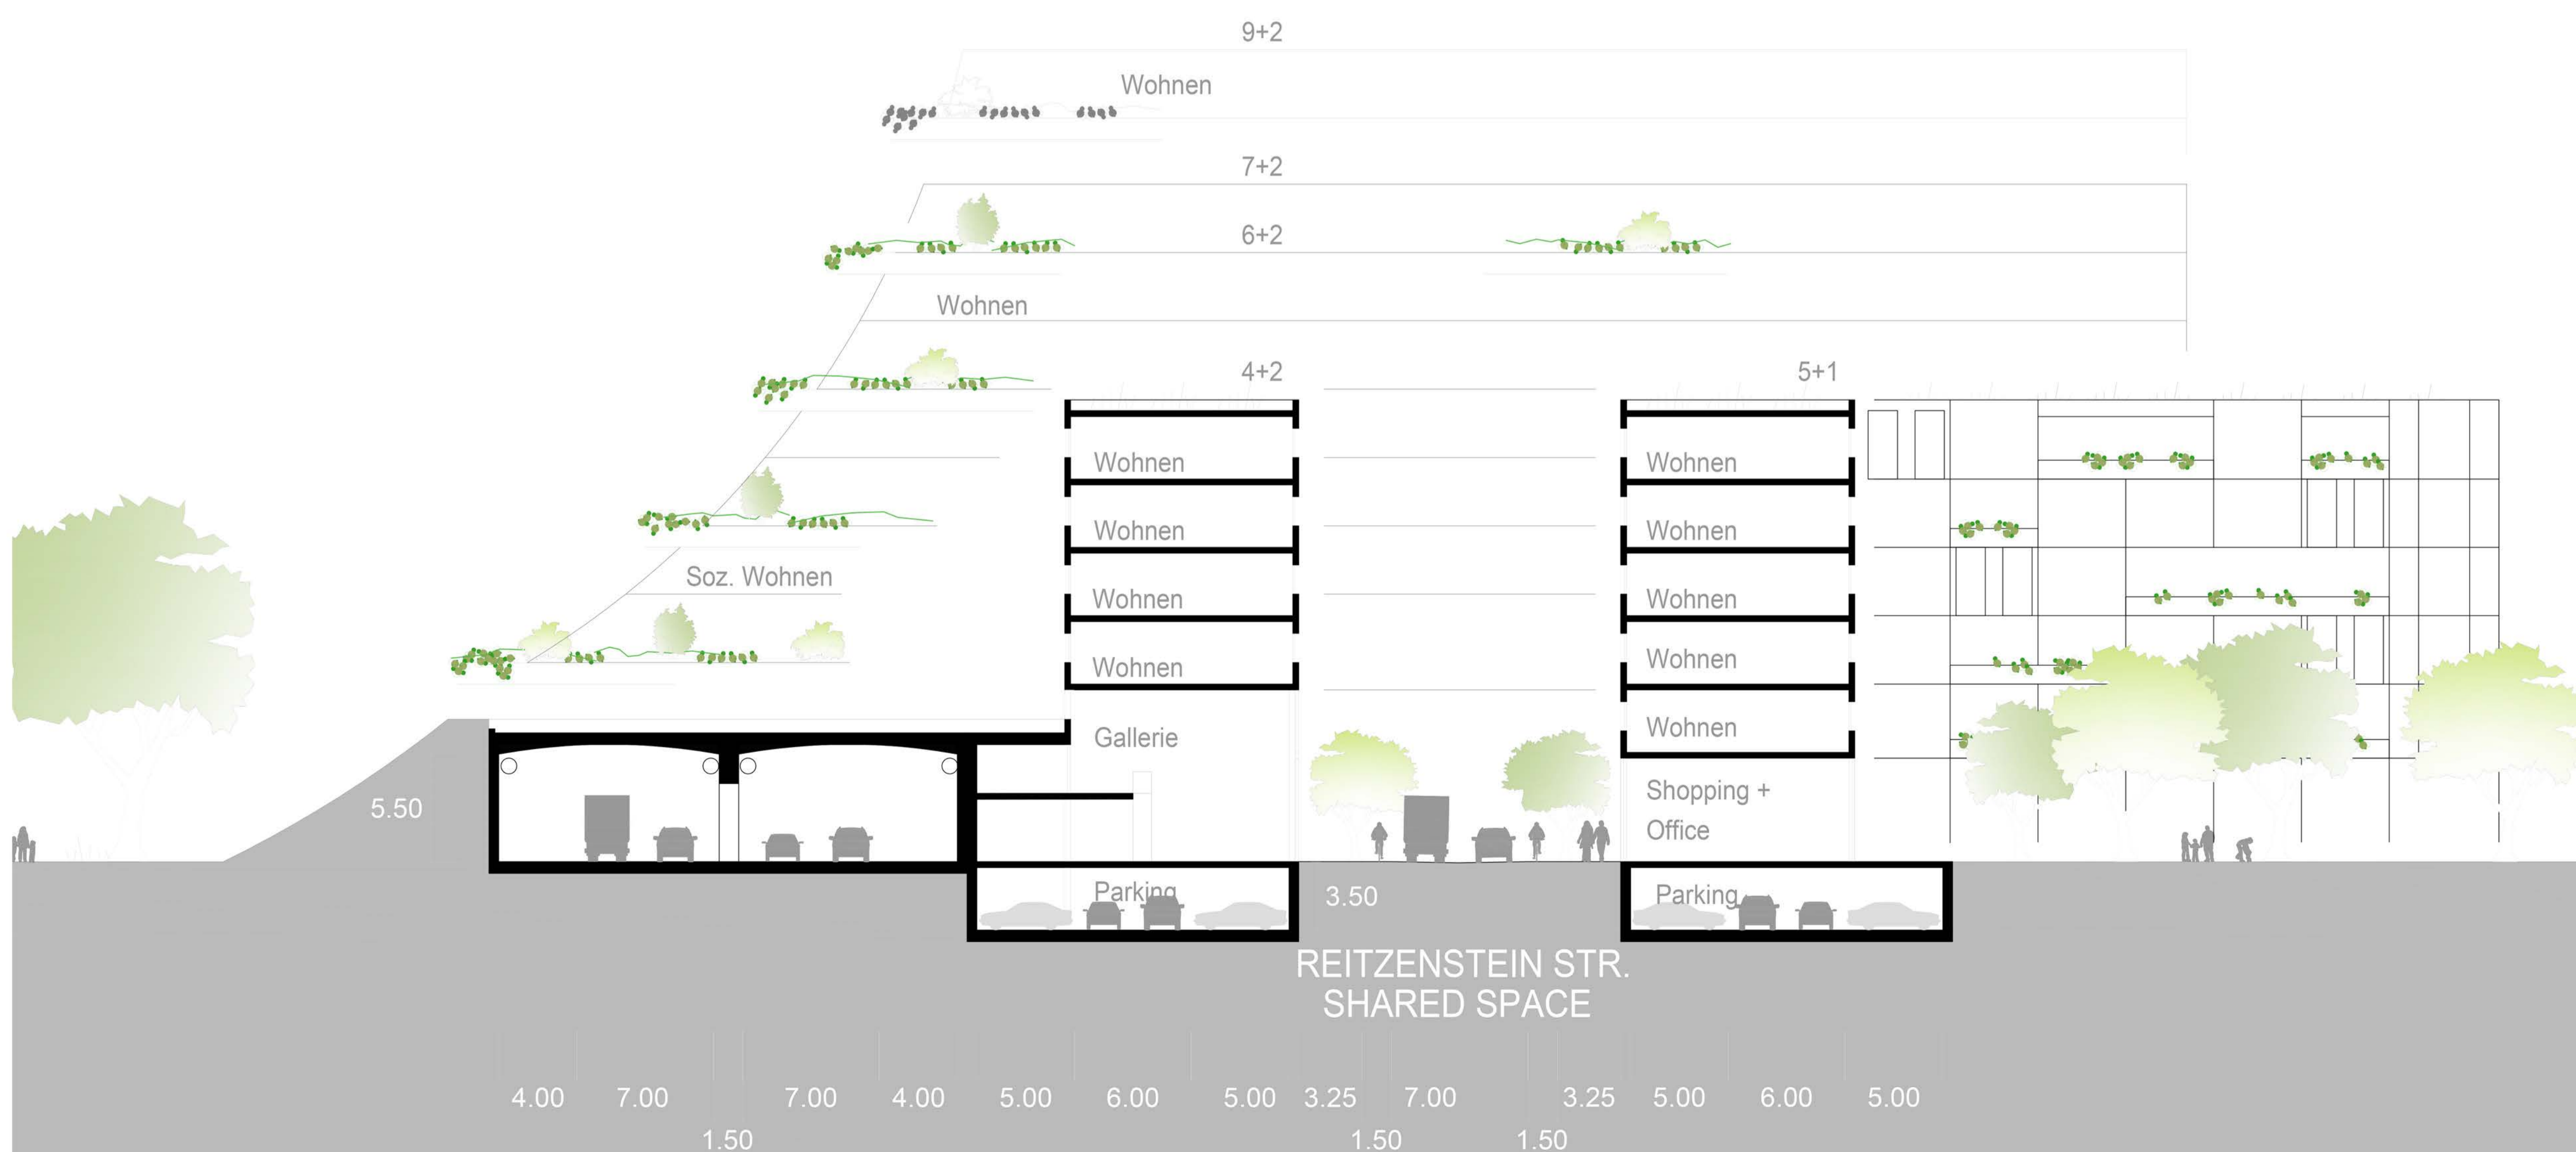 9+2
Wohnen
7+2
6+2
Wohnen
4+2
5+1
Wohnen
Wohnen
Wohnen
Wohnen
Soz. Wohnen
Wohnen
Wohnen
Wohnen
Wohnen
Gallerie
Wohnen
Shopping +
Office
5.50
Parking
3.50
Parking
REITZENSTEIN STR.
SHARED SPACE
4.00 7.00 7.00 4.00 5.00 6.00 5.00 3.25 7.00 3.25 5.00 6.00 5.00
1.50 1.50 1.50